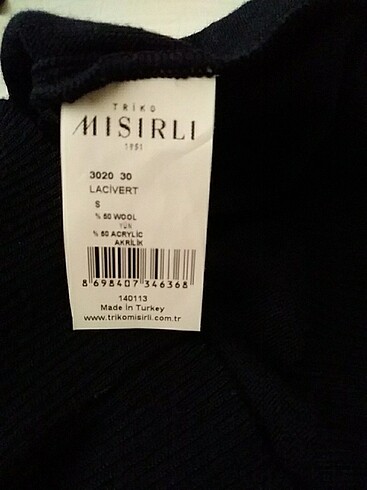 TRİKO
MISIRLI
1951
3020 30
LACİVERT
S
% 50 WOOL
YÜN
% 50 ACRYLIC
AKRİLİK
8 698407 346368
140113
Made In Turkey
www.trikomisirli.com.tr